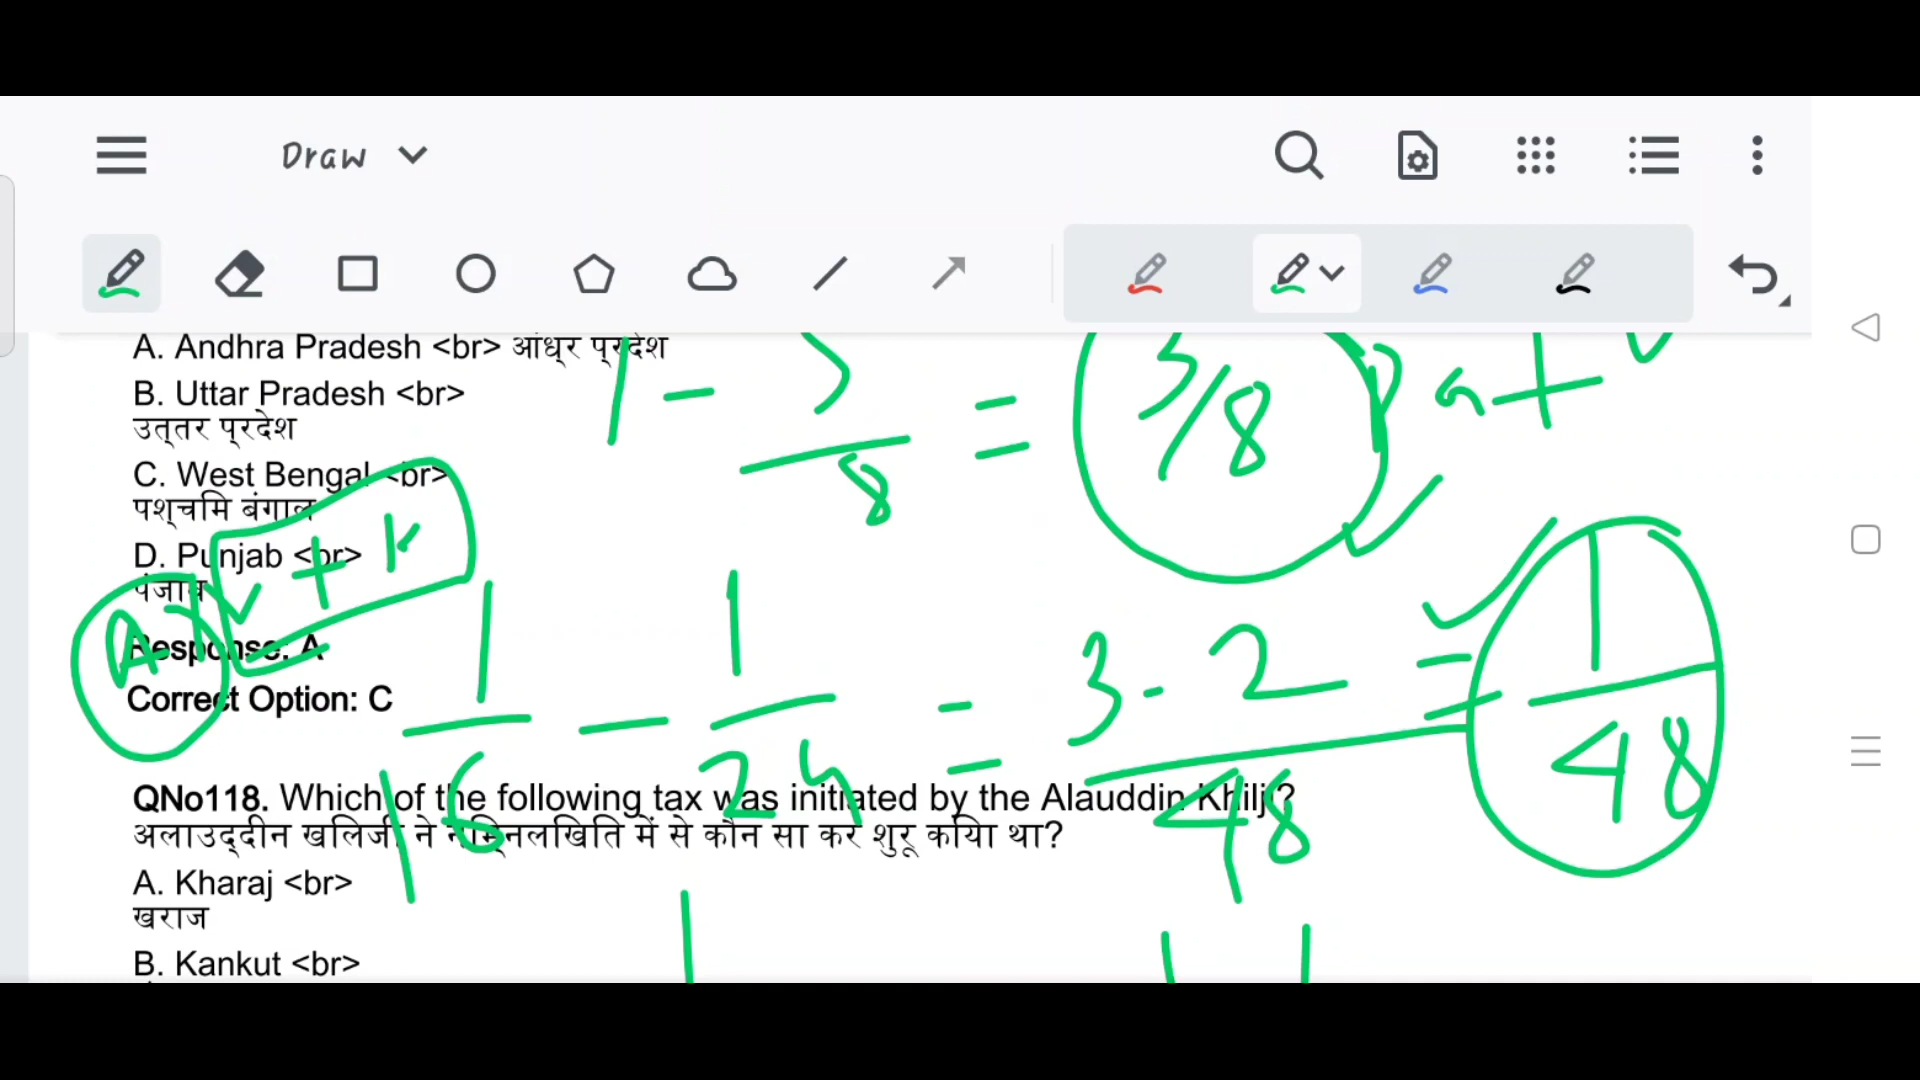 Draw
A. Andhra Pradesh <br> आंध्र प्रदेश
B. Uttar Pradesh <br>
उत्तर प्रदेश
C. West Bengal <br>
पश्चिम बंगाल
D. Punjab <br>
पंजाब
Response: A
Correct Option: C
QNo118. Which of the following tax was initiated by the Alauddin Khilji?
अलाउद्दीन खिलजी ने निम्नलिखित में से कौन सा कर शुरू किया था?
A. Kharaj <br>
खराज
B. Kankut <br>
1 - 5/8 = 3/8
1/16 - 1/24 = 3-2/48 = 1/48